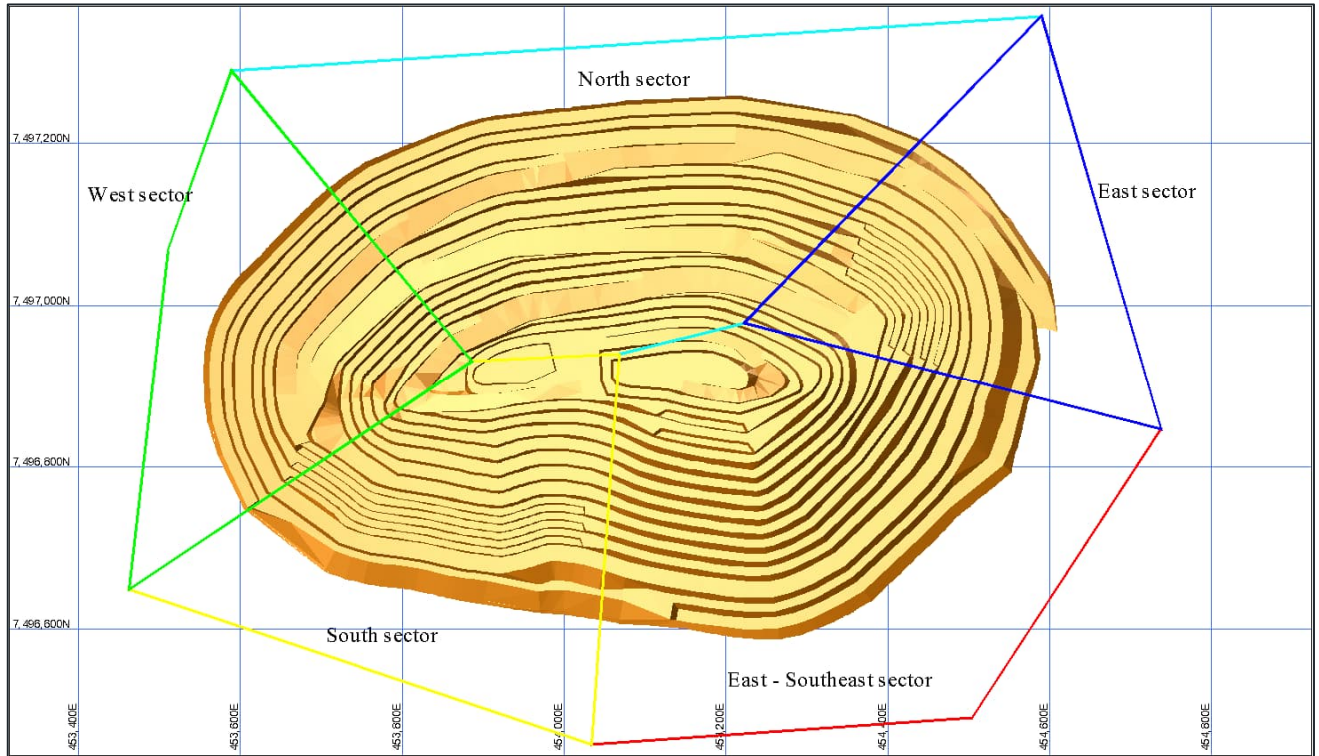 North sector
7,497,200N
West sector
East sector
7,497,000N
7,496,800N
7,496,600N
South sector
East - Southeast sector
453,400E
453,600E
453,800E
454,000E
454,200E
454,400E
454,600E
454,800E